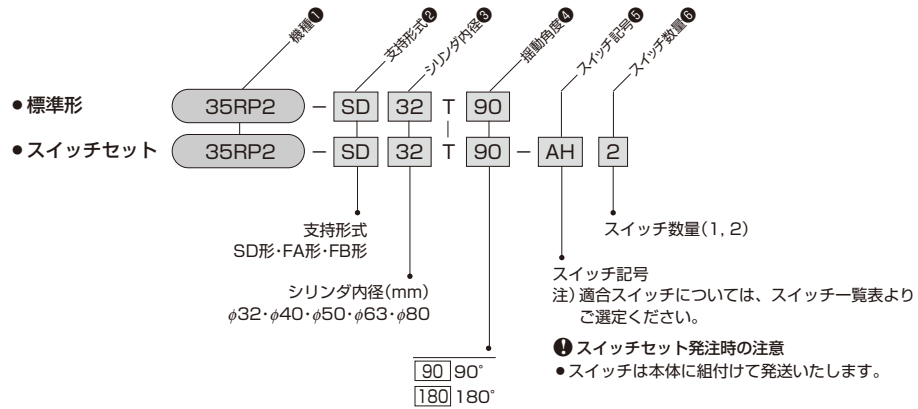 機種❶
支持形式❷
シリンダ内径❸
揺動角度❹
スイッチ記号❺
スイッチ数量❻
●標準形 35RP2 － SD 32 T 90
●スイッチセット 35RP2 － SD 32 T 90 － AH 2
支持形式
SD形・FA形・FB形
スイッチ数量（1，2）
スイッチ記号
注）適合スイッチについては、スイッチ一覧表より
ご選定ください。
シリンダ内径（mm）
φ32・φ40・φ50・φ63・φ80
❗スイッチセット発注時の注意
●スイッチは本体に組付けて発送いたします。
90 90°
180 180°